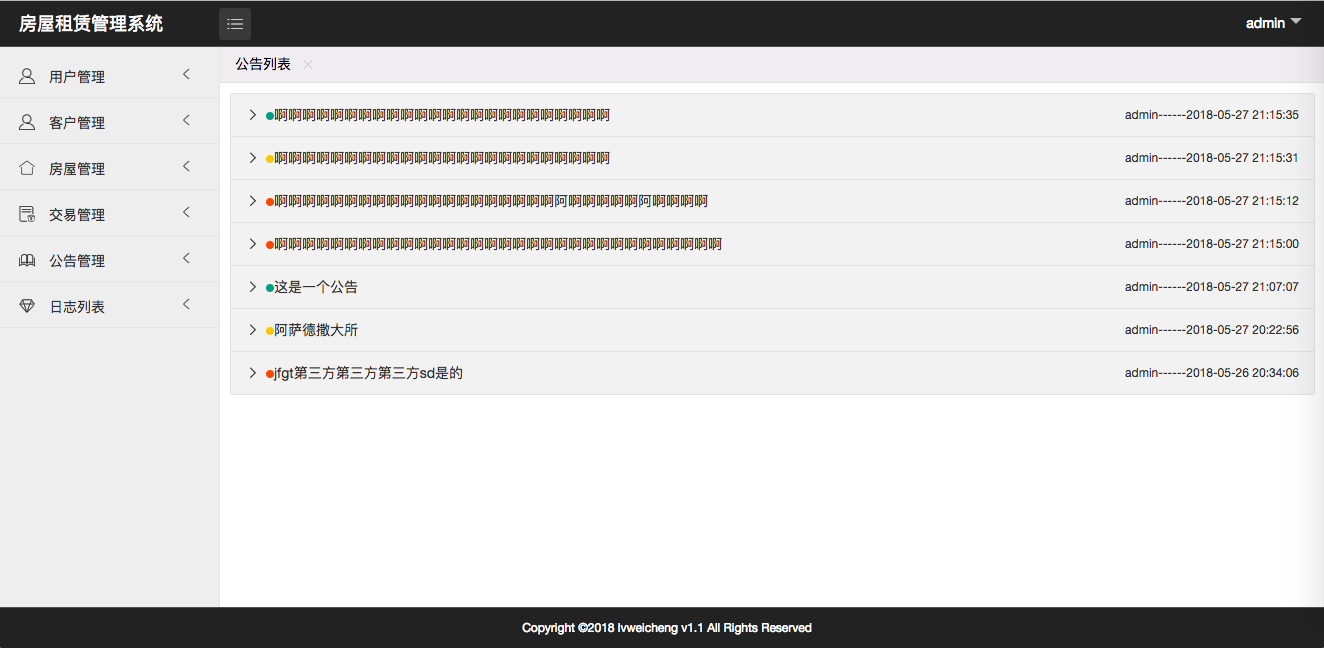 房屋租赁管理系统
admin
用户管理
客户管理
房屋管理
交易管理
公告管理
日志列表
公告列表
啊啊啊啊啊啊啊啊啊啊啊啊啊啊啊啊啊啊啊啊啊啊啊啊 admin------2018-05-27 21:15:35
啊啊啊啊啊啊啊啊啊啊啊啊啊啊啊啊啊啊啊啊啊啊啊啊 admin------2018-05-27 21:15:31
啊啊啊啊啊啊啊啊啊啊啊啊啊啊啊啊啊啊啊啊阿啊啊啊啊啊阿啊啊啊啊 admin------2018-05-27 21:15:12
啊啊啊啊啊啊啊啊啊啊啊啊啊啊啊啊啊啊啊啊啊啊啊啊啊啊啊啊啊啊啊啊 admin------2018-05-27 21:15:00
这是一个公告 admin------2018-05-27 21:07:07
阿萨德撒大所 admin------2018-05-27 20:22:56
jfgt第三方第三方第三方sd是的 admin------2018-05-26 20:34:06
Copyright ©2018 lvweicheng v1.1 All Rights Reserved